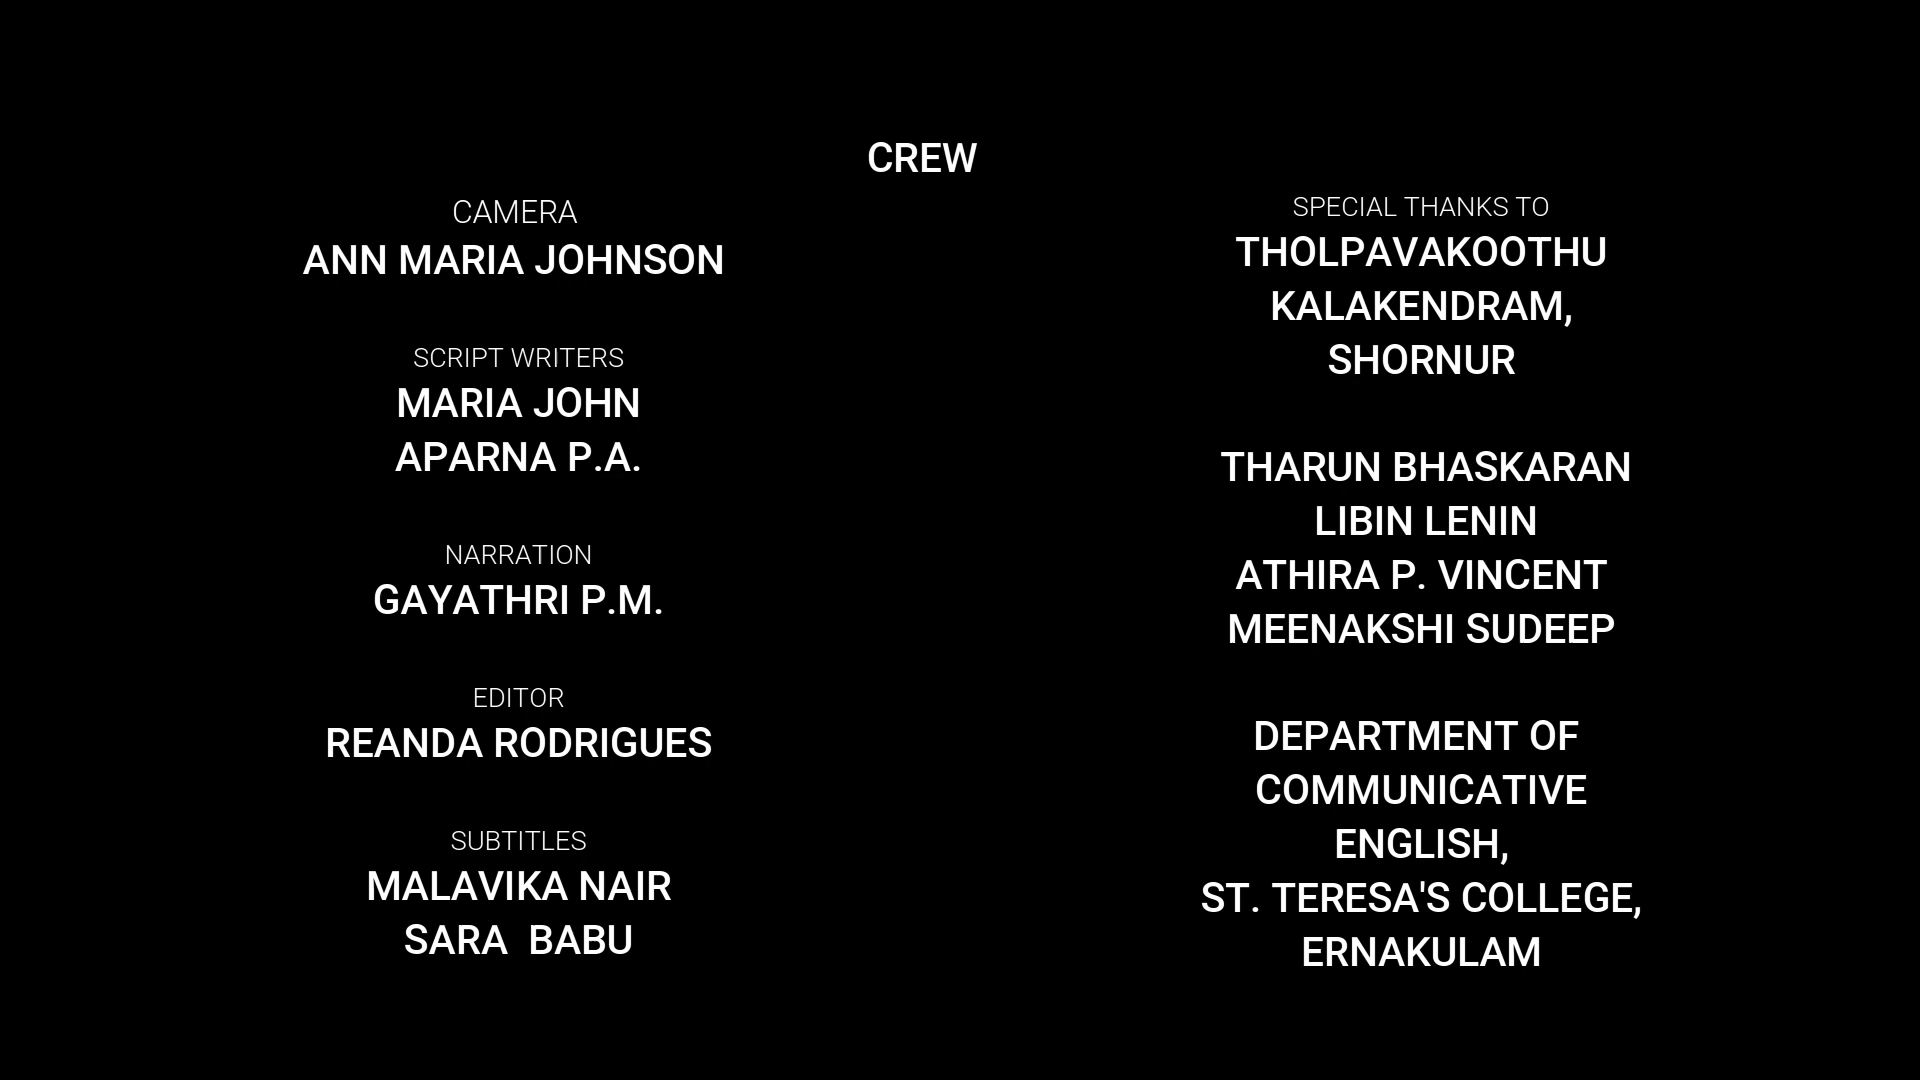 CREW
CAMERA
ANN MARIA JOHNSON
SCRIPT WRITERS
MARIA JOHN
APARNA P.A.
NARRATION
GAYATHRI P.M.
EDITOR
REANDA RODRIGUES
SUBTITLES
MALAVIKA NAIR
SARA  BABU
SPECIAL THANKS TO
THOLPAVAKOOTHU
KALAKENDRAM,
SHORNUR
THARUN BHASKARAN
LIBIN LENIN
ATHIRA P. VINCENT
MEENAKSHI SUDEEP
DEPARTMENT OF
COMMUNICATIVE
ENGLISH,
ST. TERESA'S COLLEGE,
ERNAKULAM